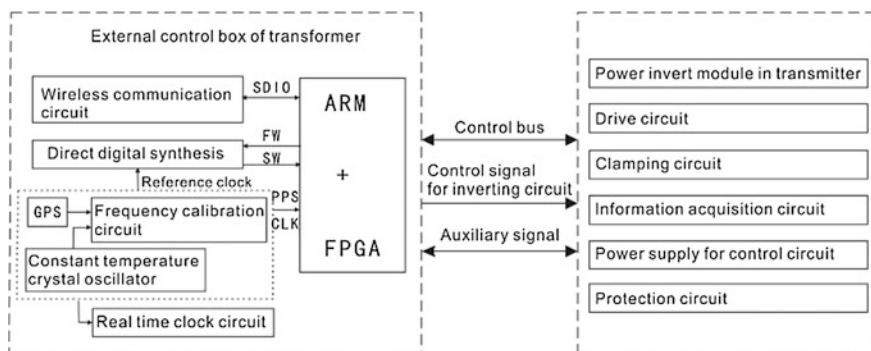 External control box of transformer
Wireless communication
circuit
SDIO
ARM
+
FPGA
Direct digital synthesis
FW
SW
Reference clock
GPS
Frequency calibration
circuit
PPS
CLK
Constant temperature
crystal oscillator
Real time clock circuit
Control bus
Control signal
for inverting circuit
Auxiliary signal
Power invert module in transmitter
Drive circuit
Clamping circuit
Information acquisition circuit
Power supply for control circuit
Protection circuit